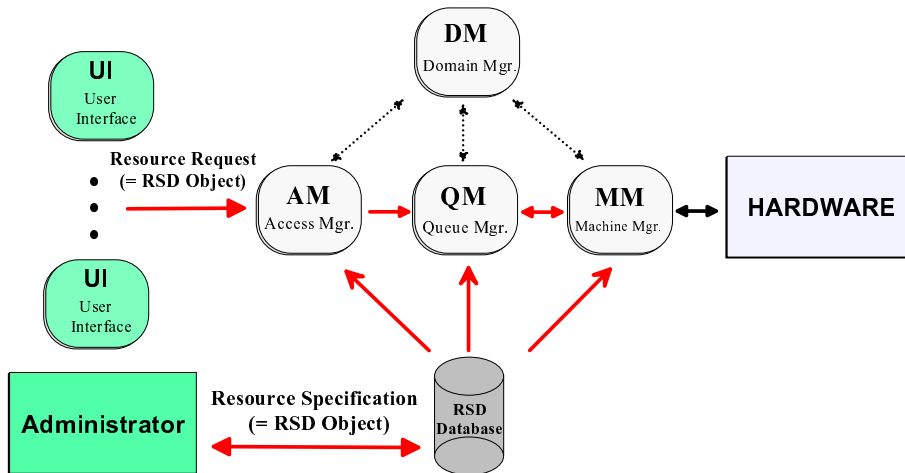 DM
Domain Mgr.
UI
User
Interface
Resource Request
(= RSD Object)
AM
Access Mgr.
QM
Queue Mgr.
MM
Machine Mgr.
HARDWARE
UI
User
Interface
Administrator
Resource Specification
(= RSD Object)
RSD
Database